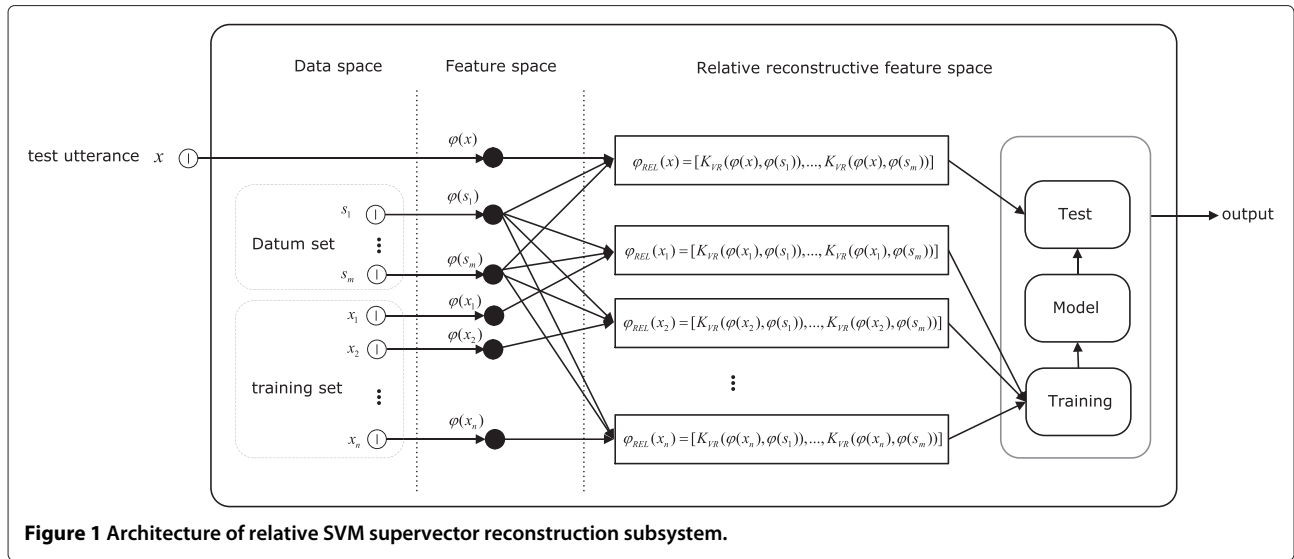 Data space
Feature space
Relative reconstructive feature space
test utterance x
φ(x)
φ_REL(x) = [K_VR(φ(x), φ(s_1)), ..., K_VR(φ(x), φ(s_m))]
φ(s_1)
s_1
Datum set
φ(s_m)
s_m
φ_REL(x_1) = [K_VR(φ(x_1), φ(s_1)), ..., K_VR(φ(x_1), φ(s_m))]
x_1
φ(x_1)
φ_REL(x_2) = [K_VR(φ(x_2), φ(s_1)), ..., K_VR(φ(x_2), φ(s_m))]
x_2
φ(x_2)
training set
x_n
φ(x_n)
φ_REL(x_n) = [K_VR(φ(x_n), φ(s_1)), ..., K_VR(φ(x_n), φ(s_m))]
Test
Model
Training
output
Figure 1 Architecture of relative SVM supervector reconstruction subsystem.